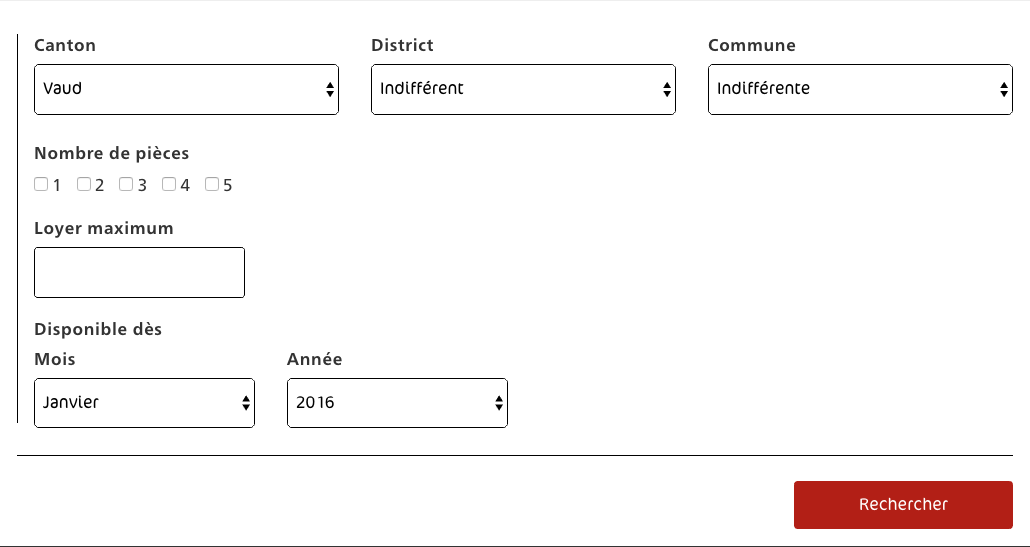 Canton District Commune
Vaud Indifférent Indifférente
Nombre de pièces
1 2 3 4 5
Loyer maximum
Disponible dès
Mois Année
Janvier 2016
Rechercher